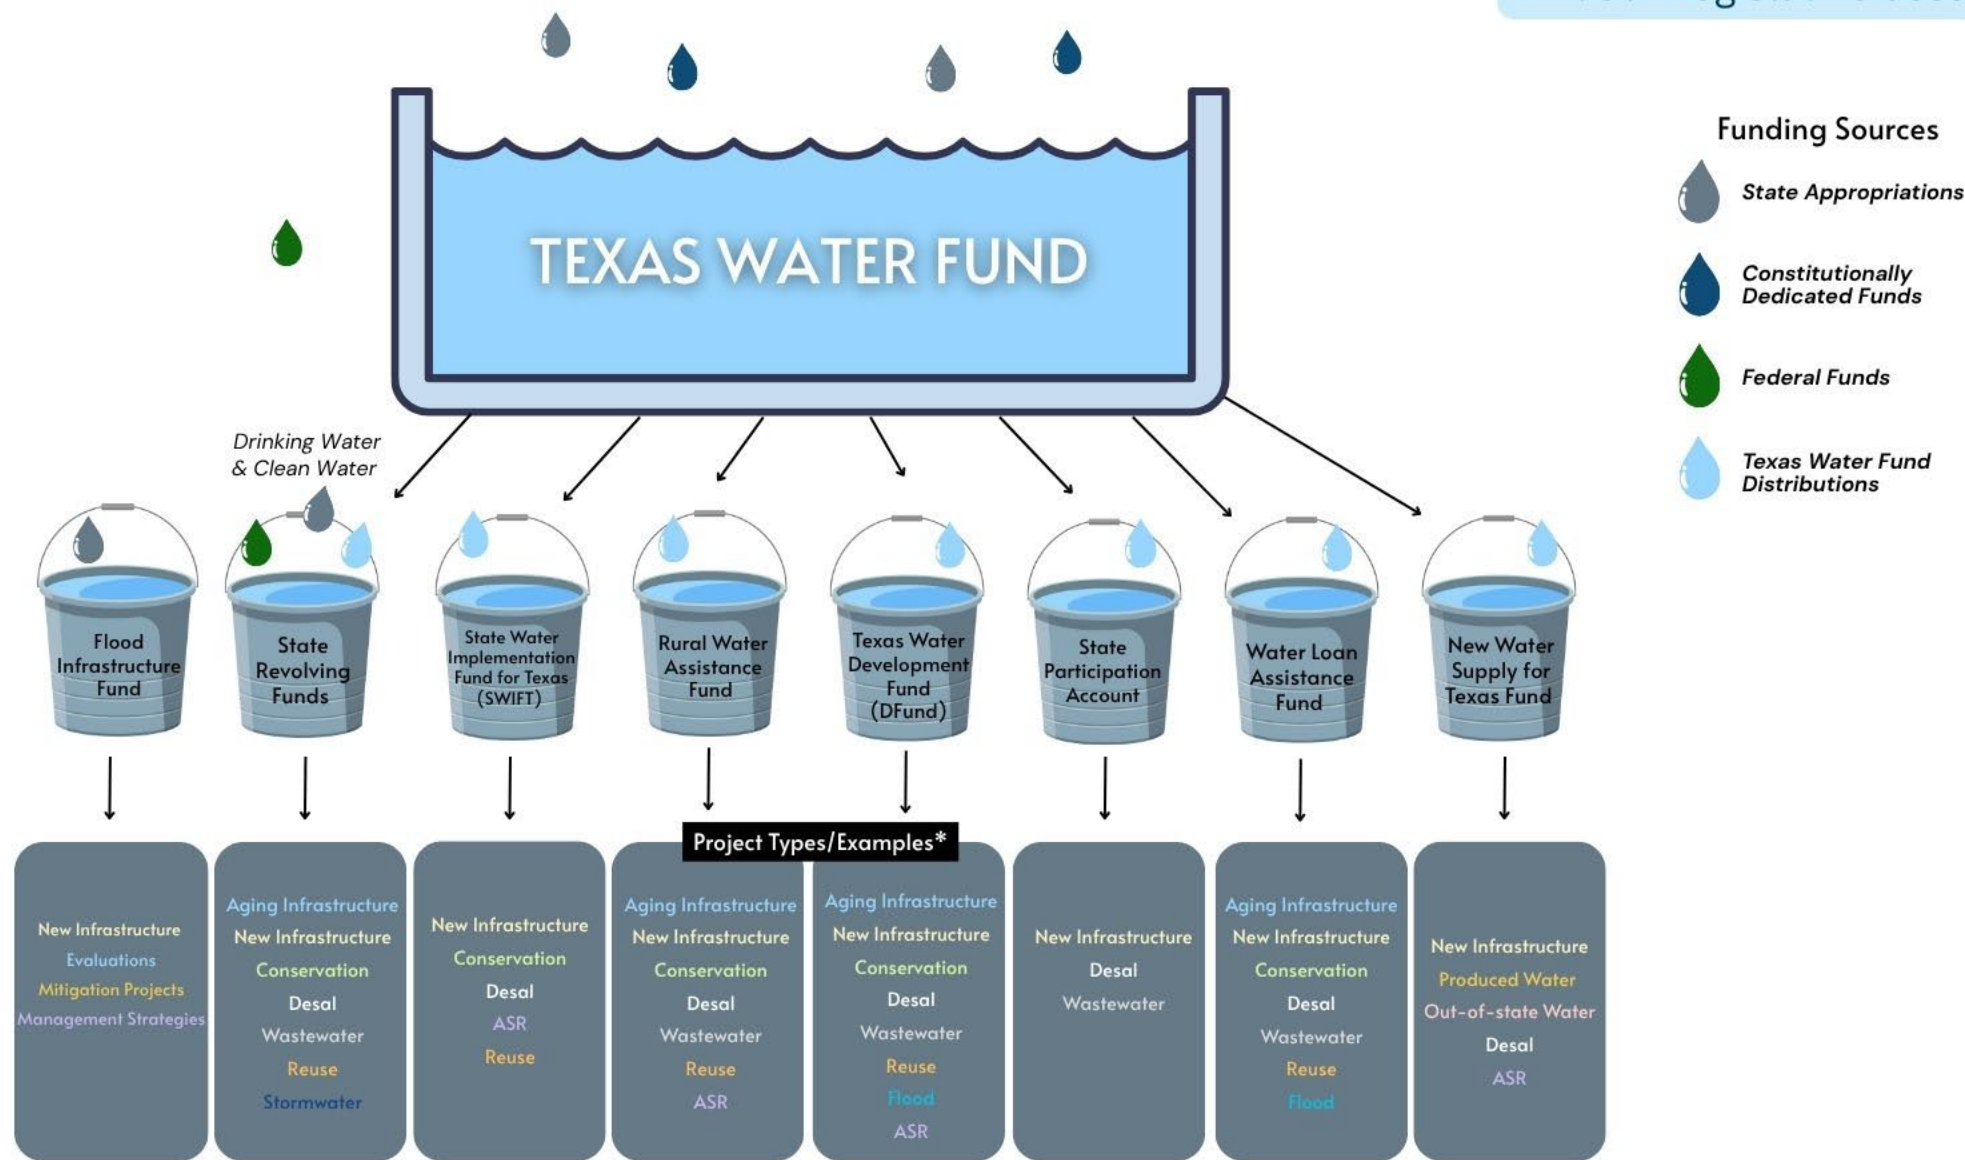 TEXAS WATER FUND
Funding Sources
State Appropriations
Constitutionally
Dedicated Funds
Federal Funds
Texas Water Fund
Distributions
Drinking Water
& Clean Water
Flood
Infrastructure
Fund
State
Revolving
Funds
State Water
Implementation
Fund for Texas
(SWIFT)
Rural Water
Assistance
Fund
Texas Water
Development
Fund
(DFund)
State
Participation
Account
Water Loan
Assistance
Fund
New Water
Supply for
Texas Fund
Project Types/Examples*
New Infrastructure
Evaluations
Mitigation Projects
Management Strategies
Aging Infrastructure
New Infrastructure
Conservation
Desal
Wastewater
Reuse
Stormwater
New Infrastructure
Conservation
Desal
ASR
Reuse
Aging Infrastructure
New Infrastructure
Conservation
Desal
Wastewater
Reuse
ASR
Aging Infrastructure
New Infrastructure
Conservation
Desal
Wastewater
Reuse
Flood
ASR
New Infrastructure
Desal
Wastewater
Aging Infrastructure
New Infrastructure
Conservation
Desal
Wastewater
Reuse
Flood
New Infrastructure
Produced Water
Out-of-state Water
Desal
ASR